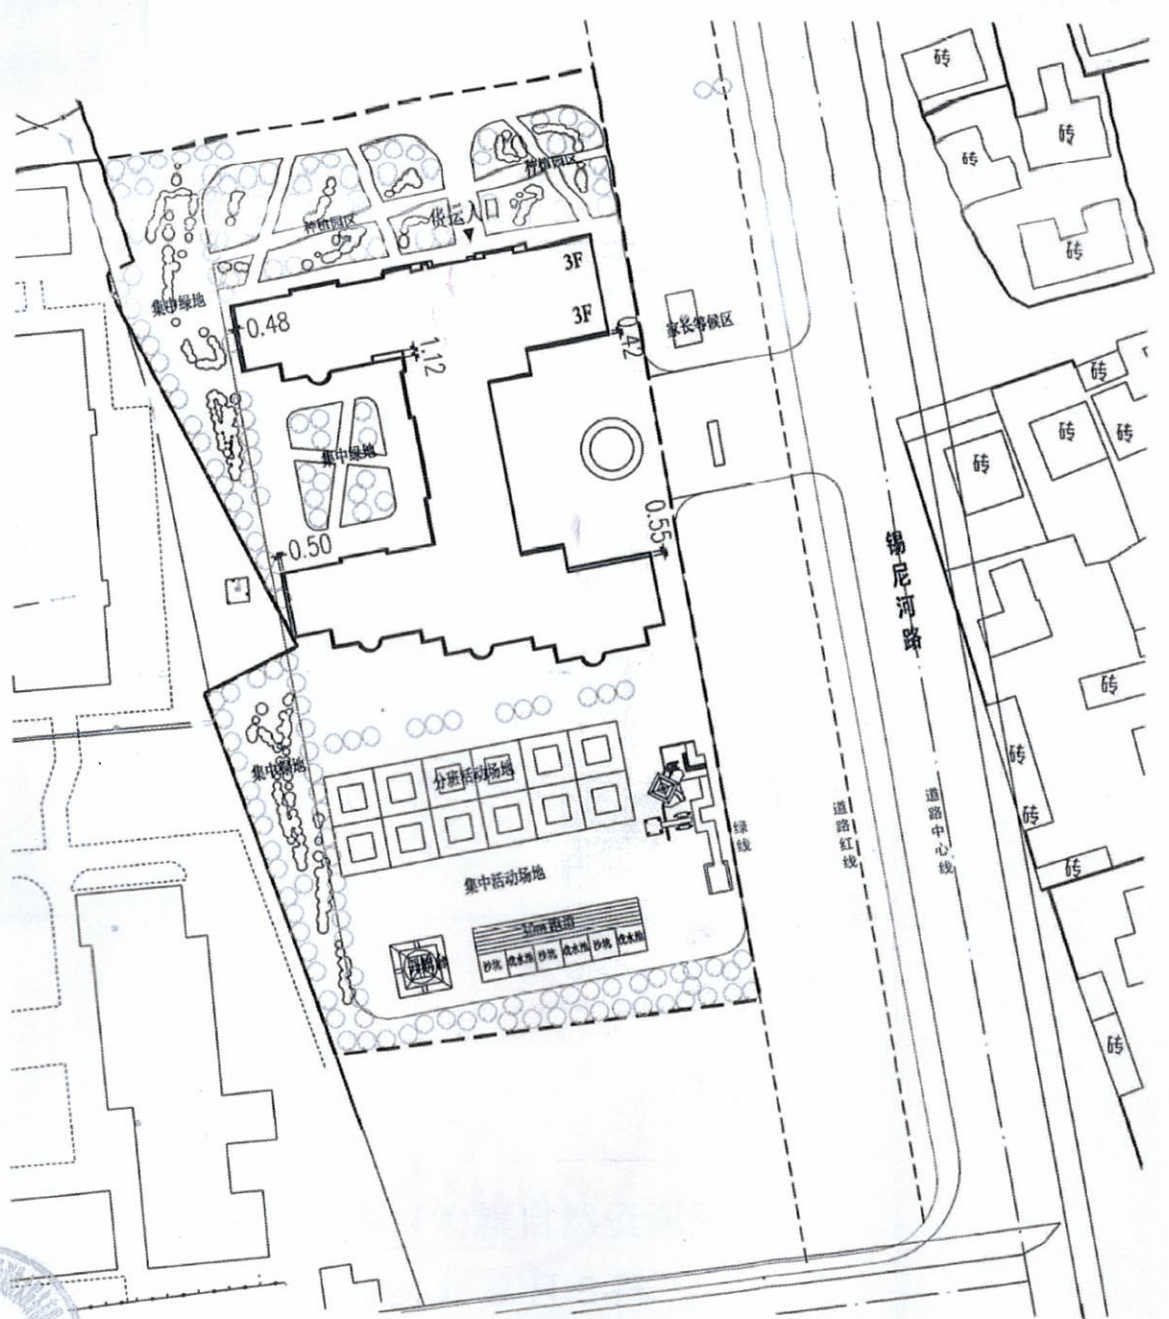 砖
砖
砖
种植园区
种植园区
货运入口
砖
3F
集中绿地
3F
0.48
0.42
家长等候区
1.12
砖
集中绿地
砖
砖
砖
0.55
0.50
锡尼河路
砖
集中绿地
分班活动场地
砖
道路红线
道路中心线
砖
绿线
砖
集中活动场地
30m跑道
沙坑
戏水池
沙坑
戏水池
沙坑
戏水池
砖